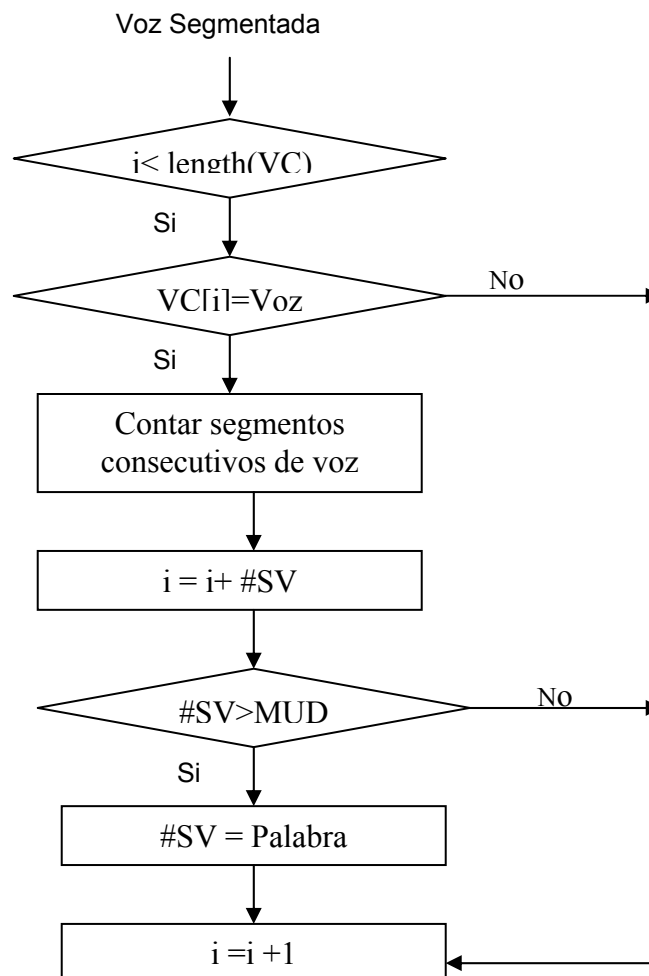 Voz Segmentada
i< length(VC)
Si
VC[i]=Voz
No
Si
Contar segmentos
consecutivos de voz
i = i+ #SV
#SV>MUD
No
Si
#SV = Palabra
i =i +1